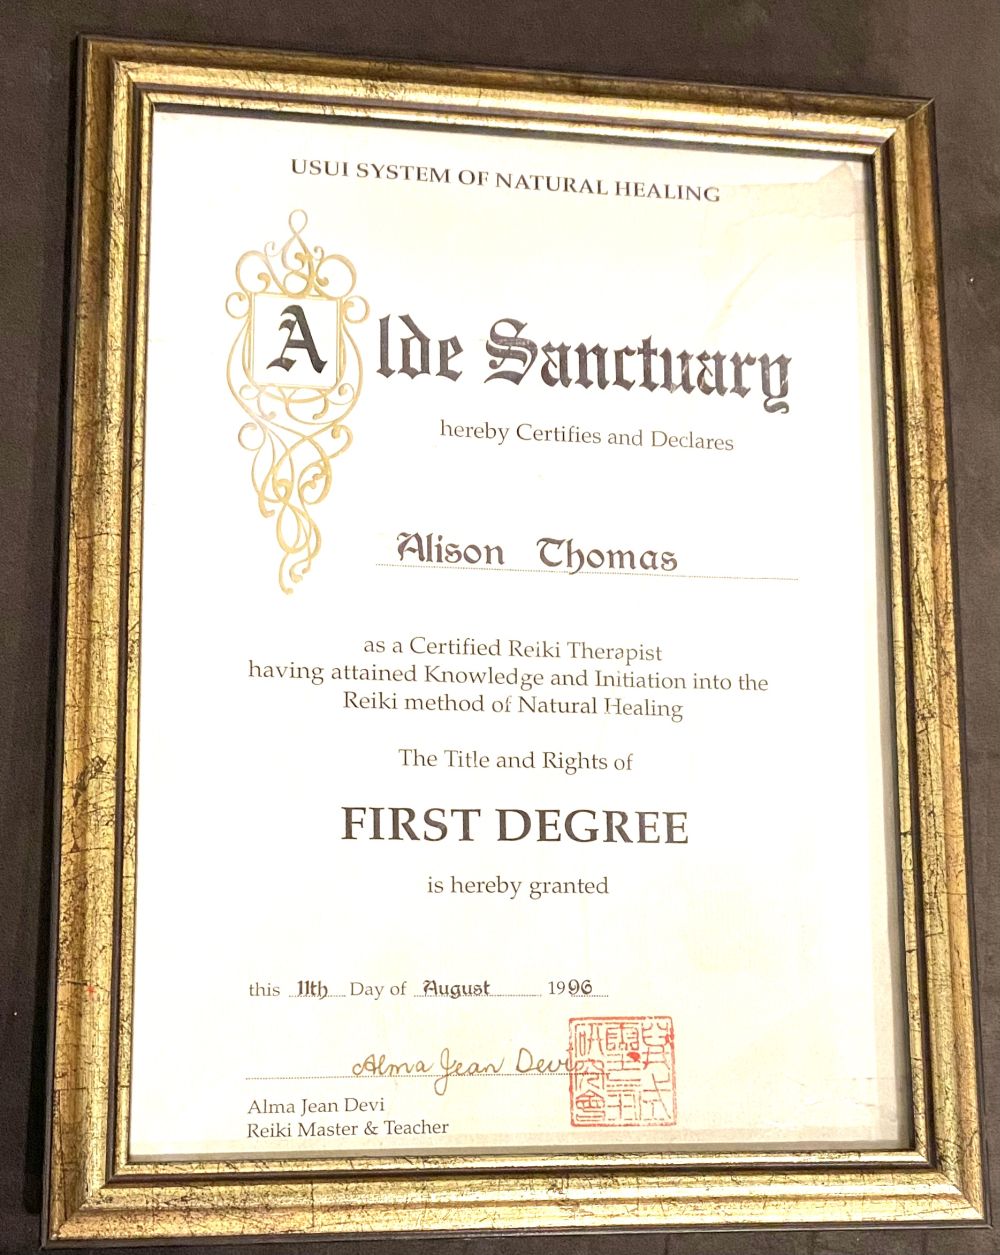 USUI SYSTEM OF NATURAL HEALING
Alde Sanctuary
hereby Certifies and Declares
Alison Thomas
as a Certified Reiki Therapist
having attained Knowledge and Initiation into the
Reiki method of Natural Healing
The Title and Rights of
FIRST DEGREE
is hereby granted
this 11th Day of August 1996
Alma Jean Devi
Alma Jean Devi
Reiki Master & Teacher